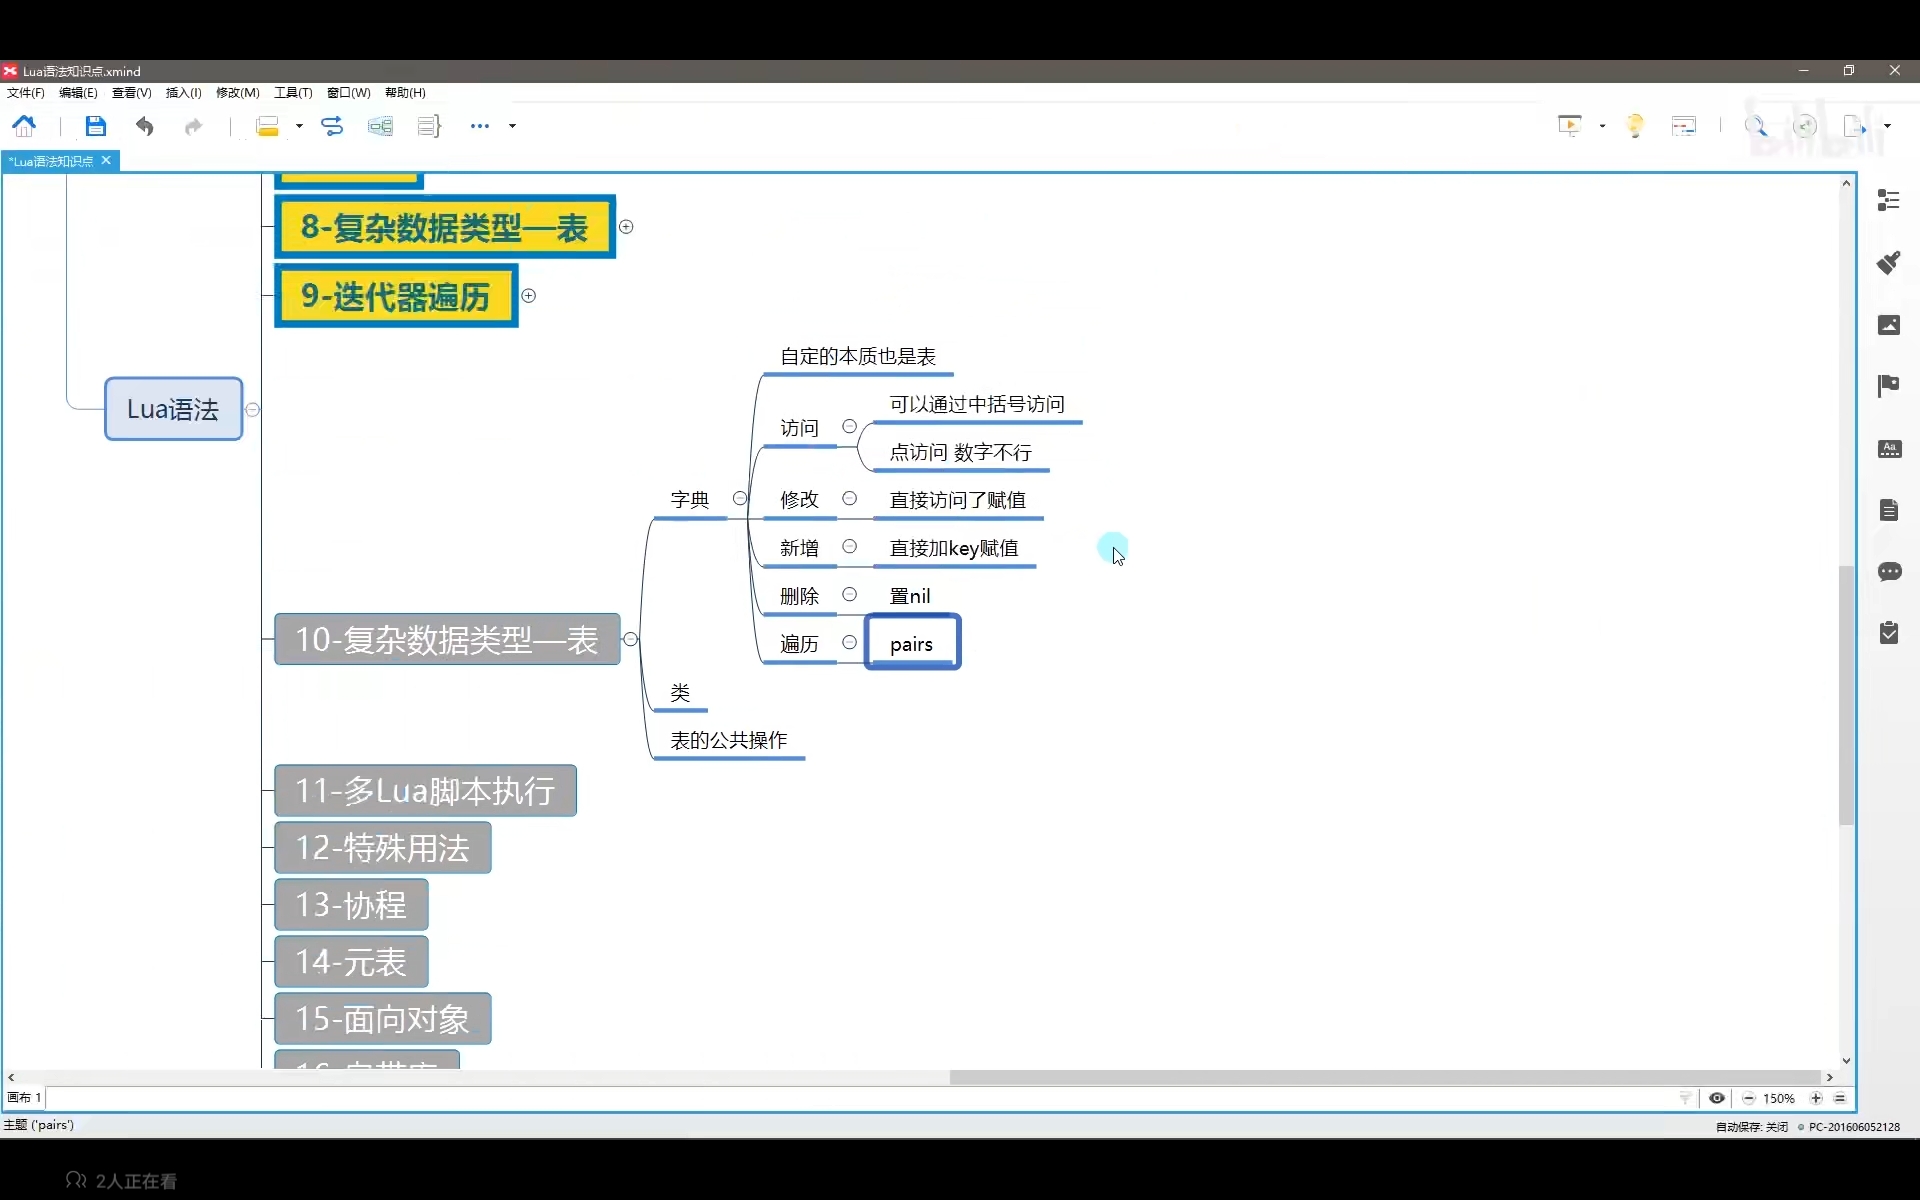 Lua语法知识点.xmind
文件(F) 编辑(E) 查看(V) 插入(I) 修改(M) 工具(T) 窗口(W) 帮助(H)
*Lua语法知识点
8-复杂数据类型—表
9-迭代器遍历
Lua语法
自定的本质也是表
访问
可以通过中括号访问
点访问 数字不行
字典
修改
直接访问了赋值
新增
直接加key赋值
删除
置nil
遍历
pairs
10-复杂数据类型—表
类
表的公共操作
11-多Lua脚本执行
12-特殊用法
13-协程
14-元表
15-面向对象
画布 1
150%
主题 ('pairs')
自动保存: 关闭
PC-201606052128
2人正在看
bilibili